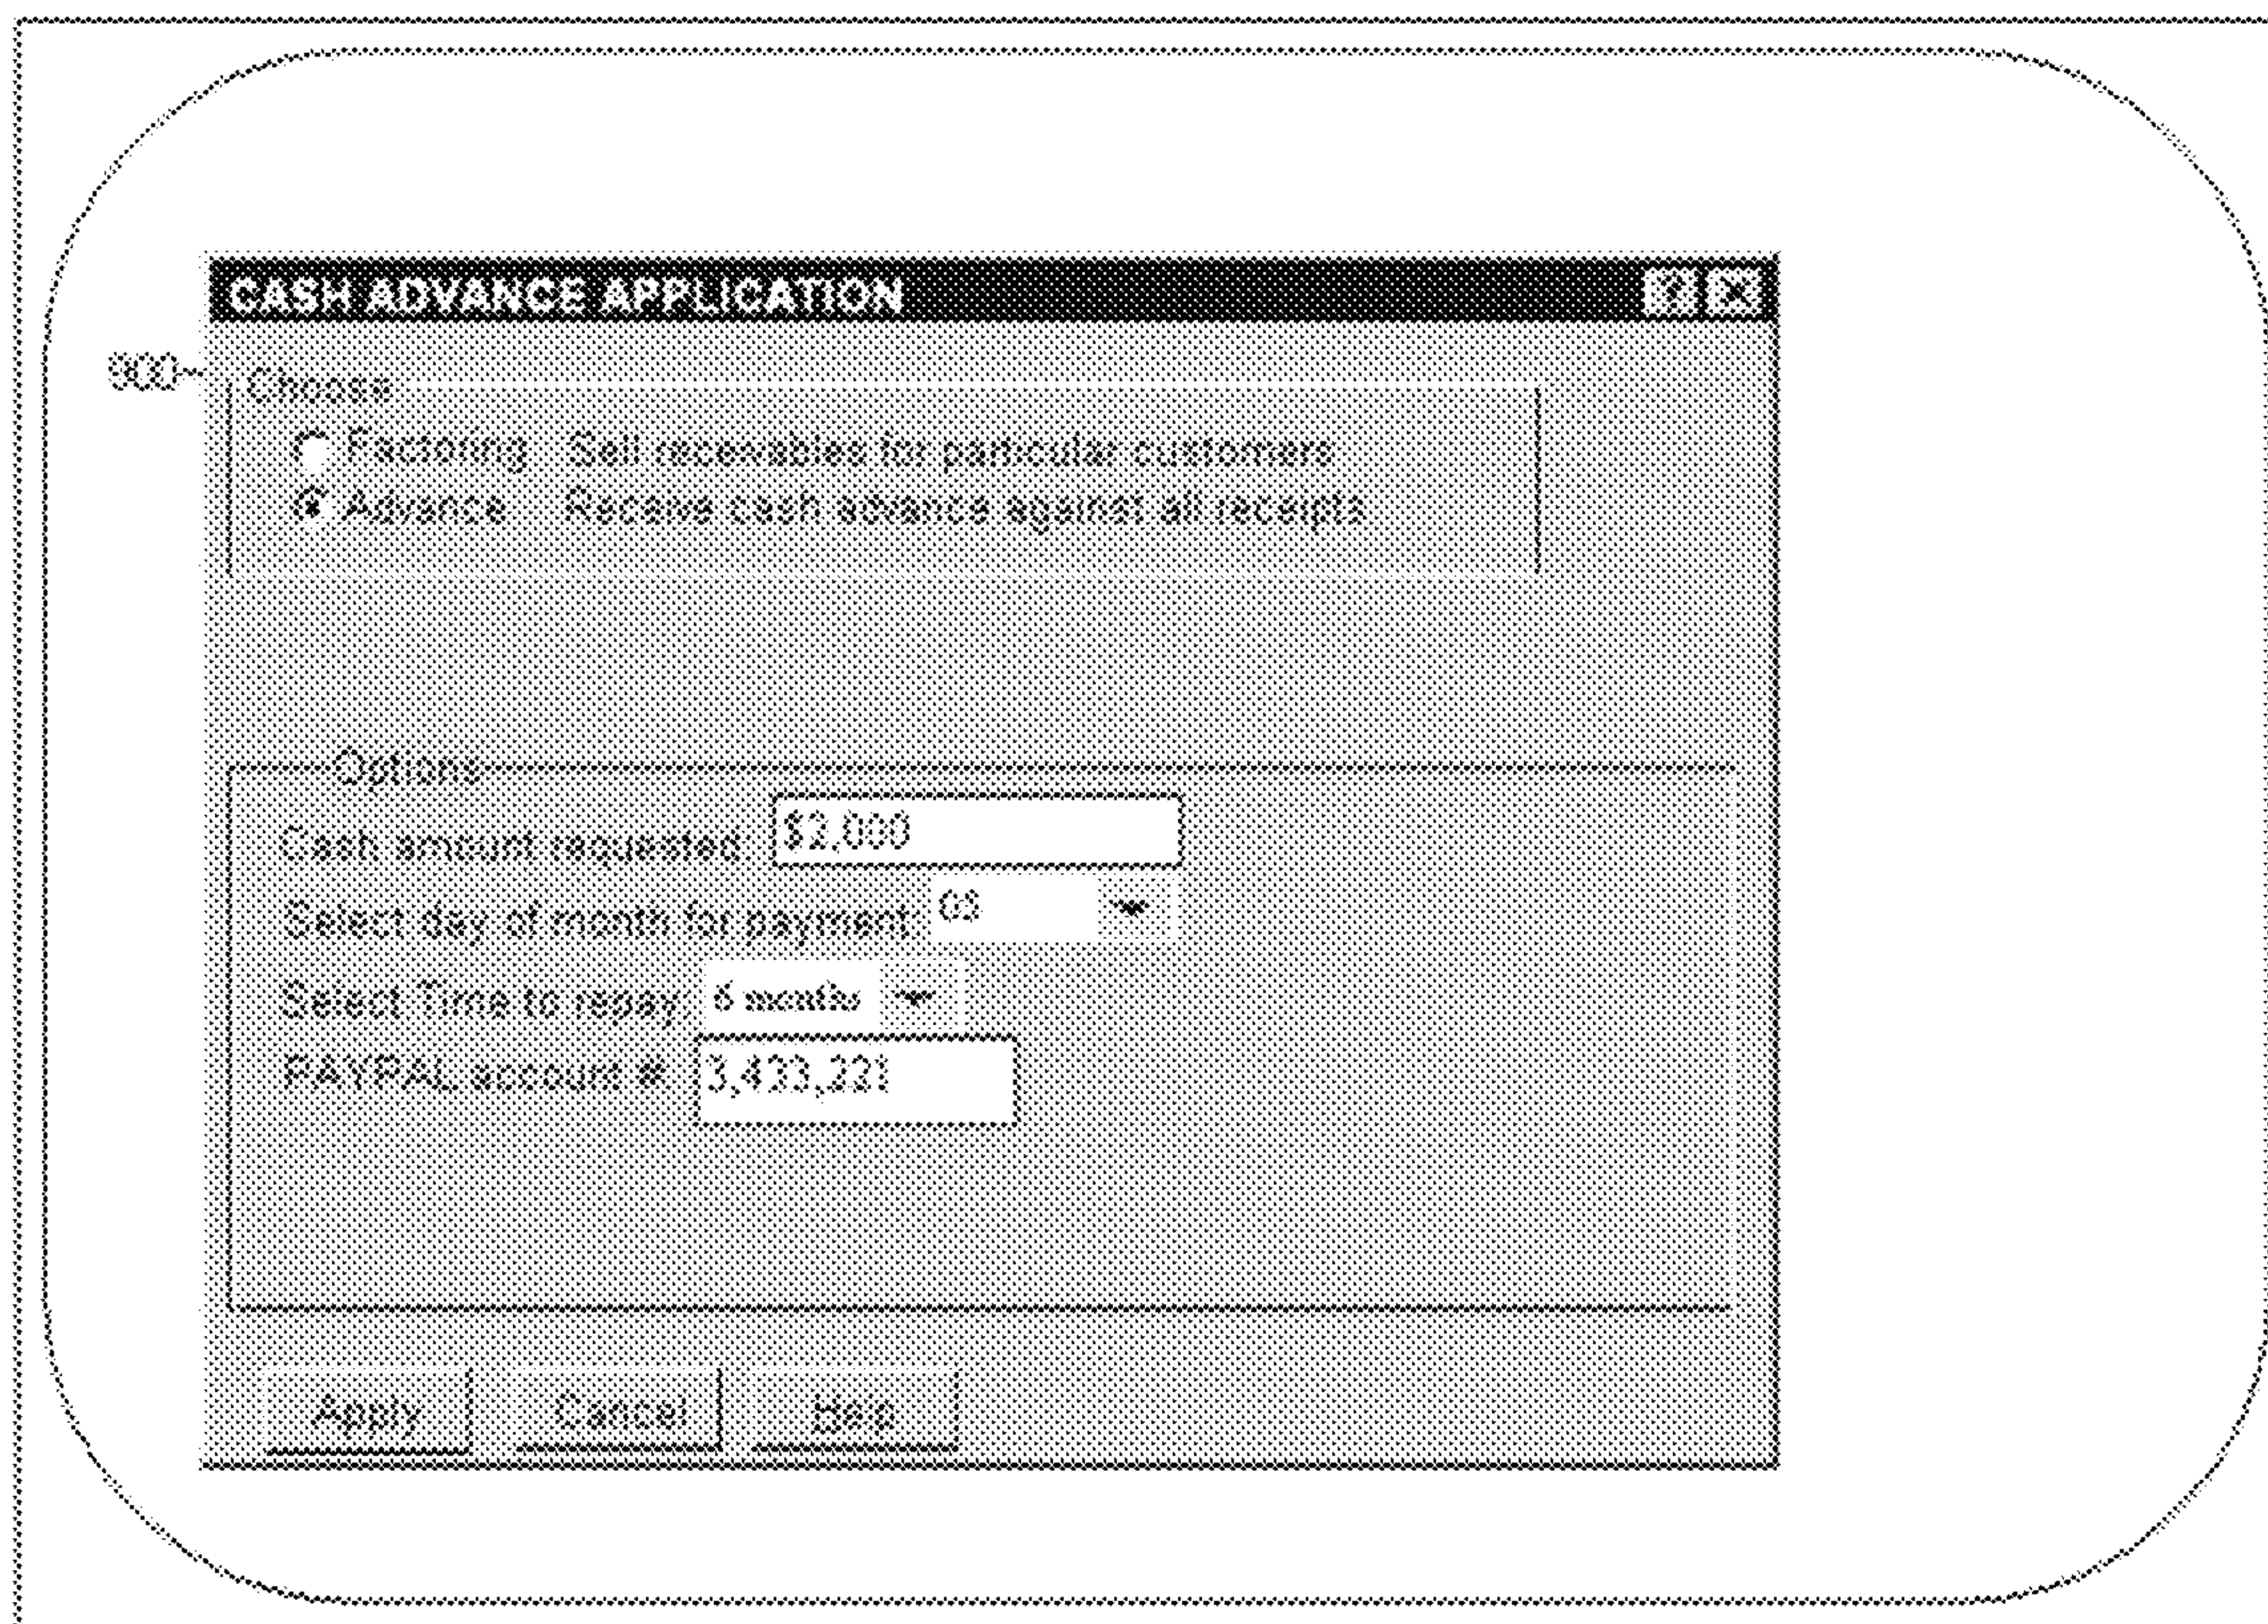 CASH ADVANCE APPLICATION ? X
900
Choose
Factoring Sell receivables for particular customers
Advance Receive cash advance against all receipts
Options
Cash amount requested: $2,000
Select day of month for payment:
Select Time to repay: 6 months
PAYPAL account # 3,433,221
Apply Cancel Help